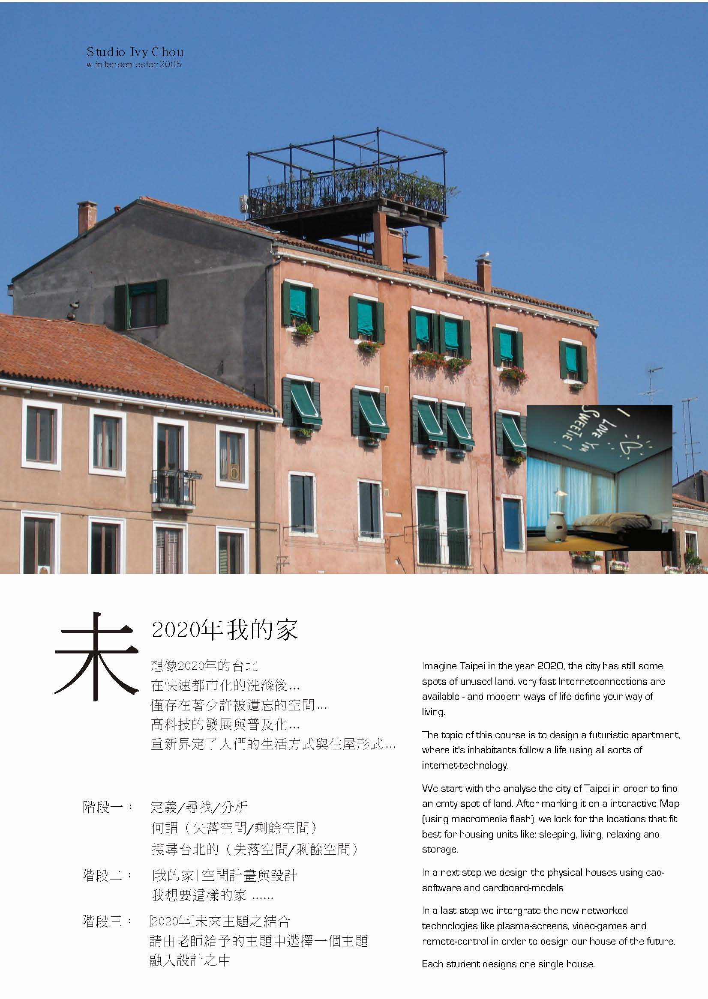 Studio Ivy Chou
wintersemester2005
I
LOVE YOU
SWEETIE !
未
2020年我的家
想像2020年的台北
在快速都市化的洗滌後...
僅存在著少許被遺忘的空間...
高科技的發展與普及化...
重新界定了人們的生活方式與住屋形式...
階段一： 定義/尋找/分析
何謂（失落空間/剩餘空間）
搜尋台北的（失落空間/剩餘空間）
階段二： [我的家]空間計畫與設計
我想要這樣的家 ......
階段三： [2020年]未來主題之結合
請由老師給予的主題中選擇一個主題
融入設計之中
Imagine Taipei in the year 2020, the city has still some
spots of unused land. very fast Internetconnections are
available - and modern ways of life define your way of
living.
The topic of this course is to design a futuristic apartment,
where it's inhabitants follow a life using all sorts of
internet-technology.
We start with the analyse the city of Taipei in order to find
an emty spot of land. After marking it on a interactive Map
(using macromedia flash), we look for the locations that fit
best for housing units like: sleeping, living, relaxing and
storage.
In a next step we design the physical houses using cad-
software and cardboard-models
In a last step we intergrate the new networked
technologies like plasma-screens, video-games and
remote-control in order to design our house of the future.
Each student designs one single house.